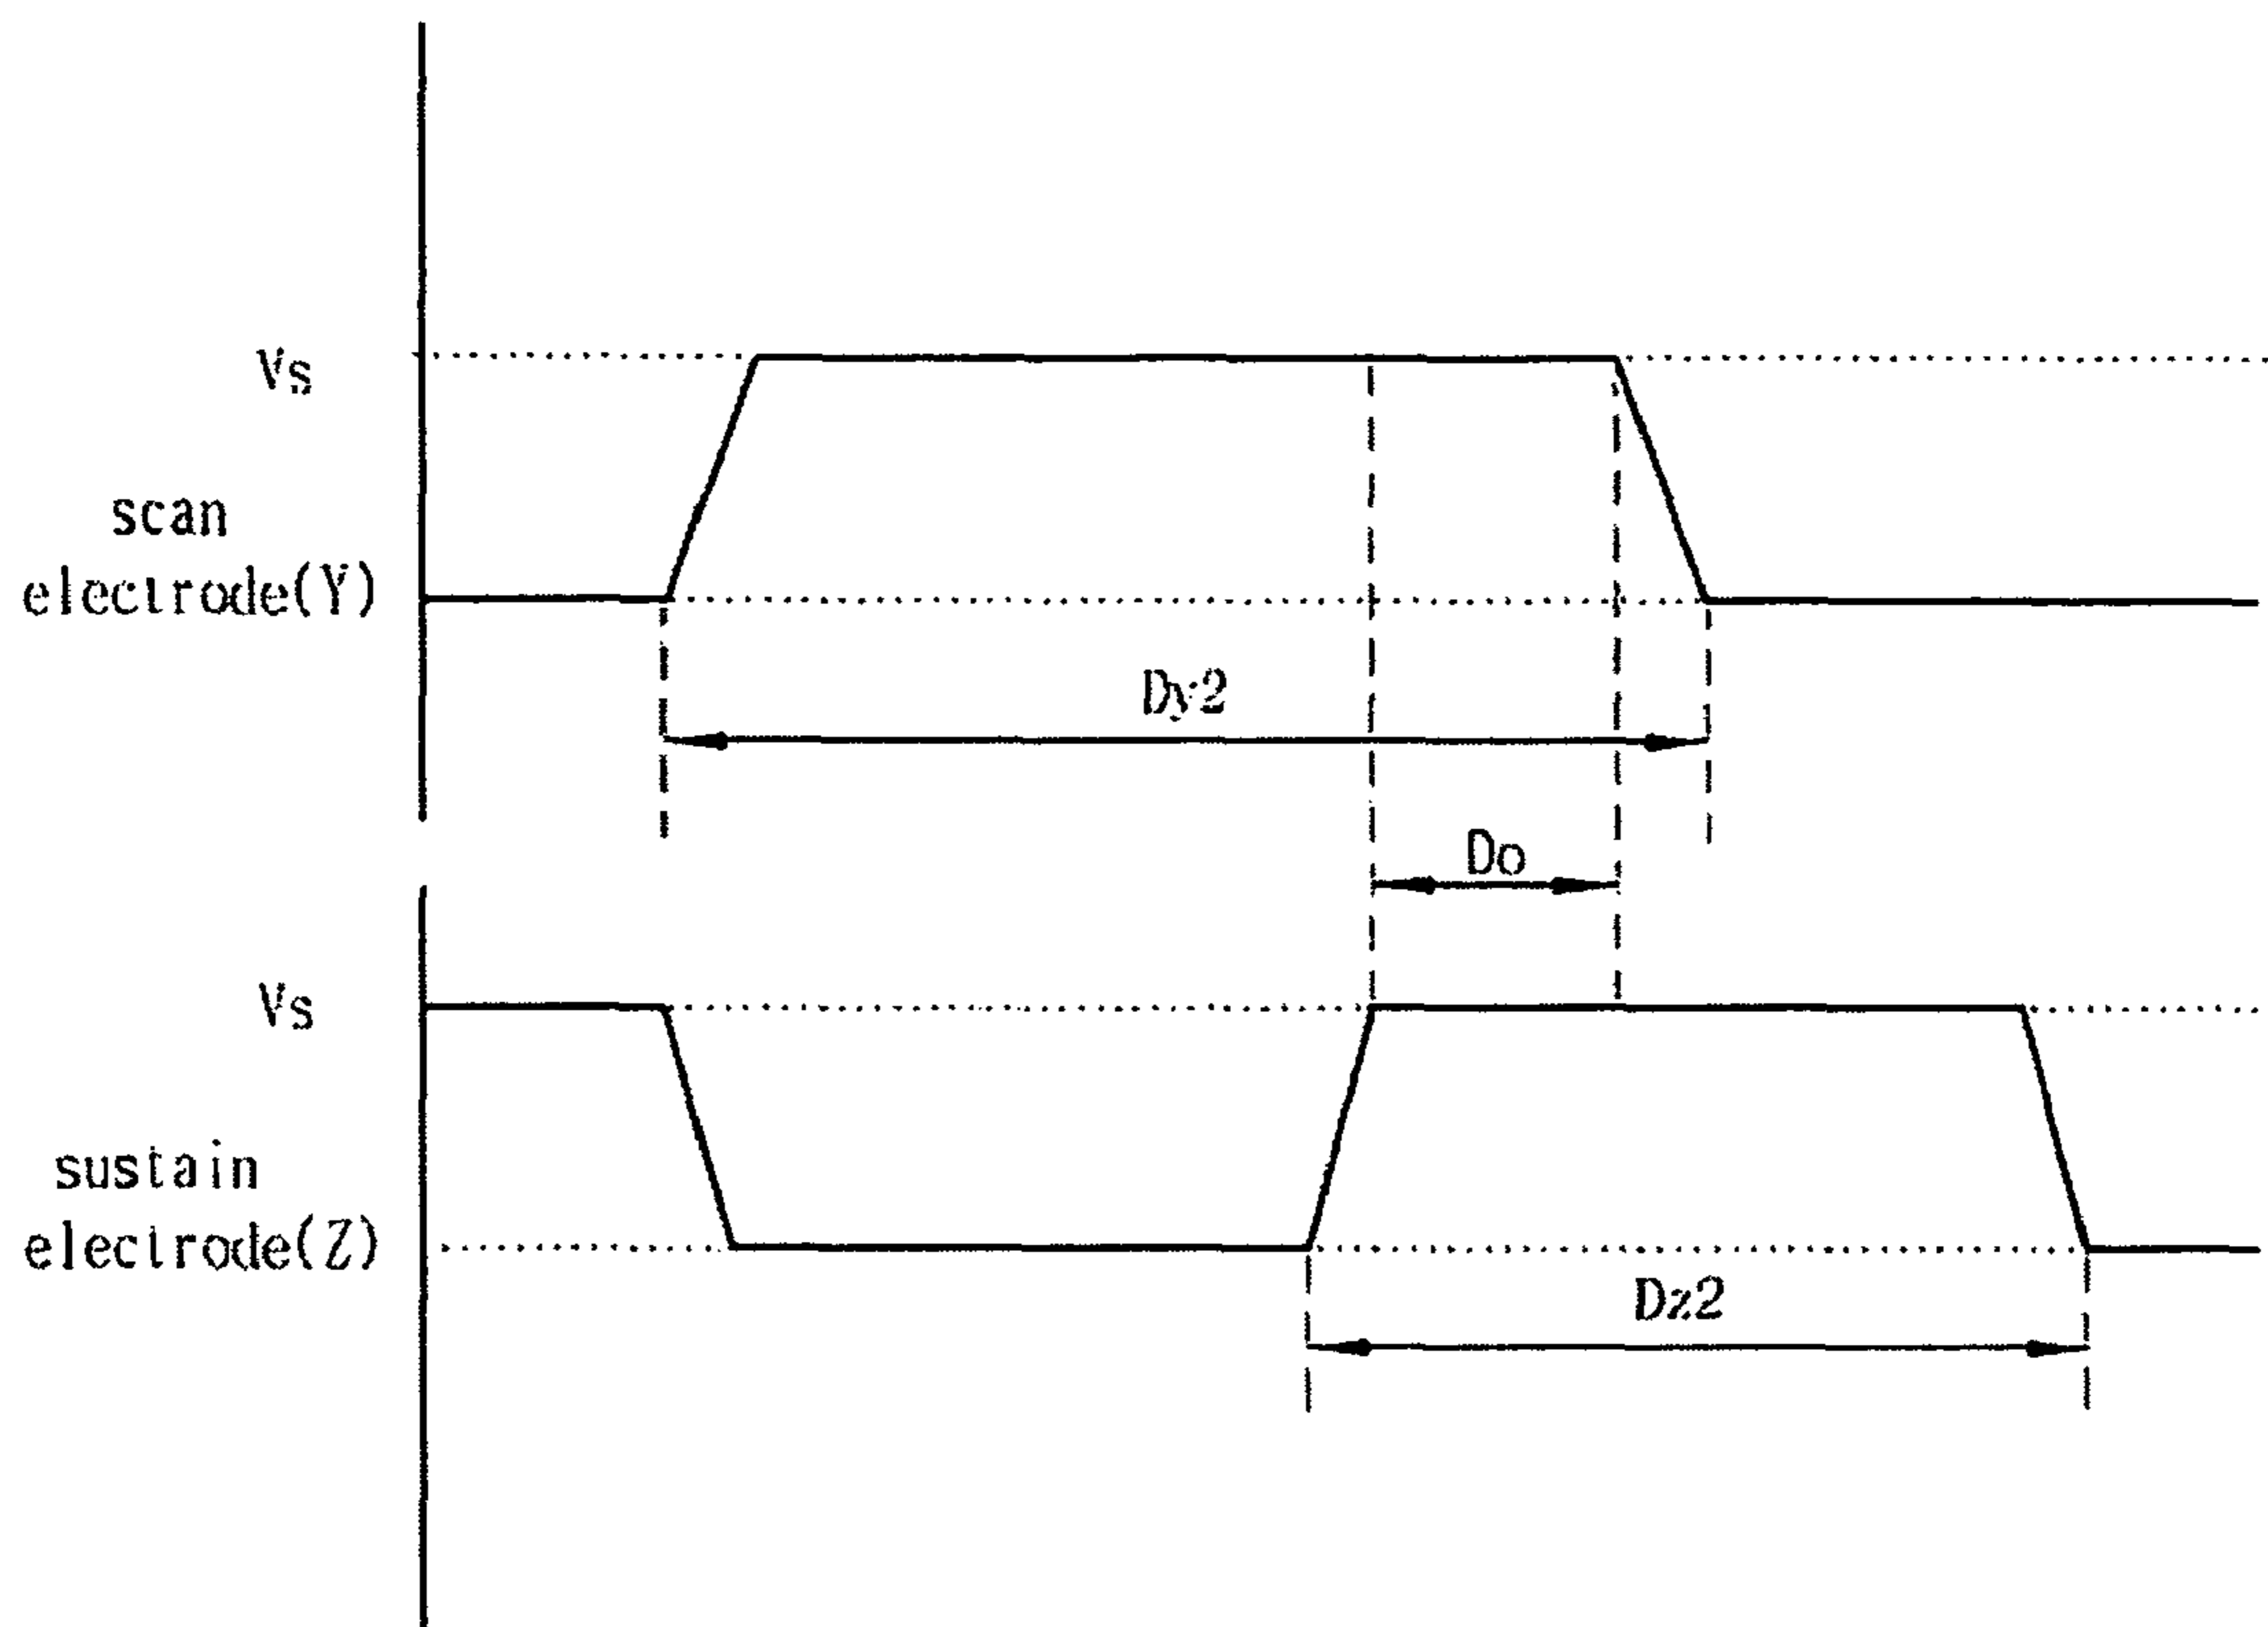 Vs
scan
electrode(Y)
Dy2
Do
Vs
sustain
electrode(Z)
Dz2